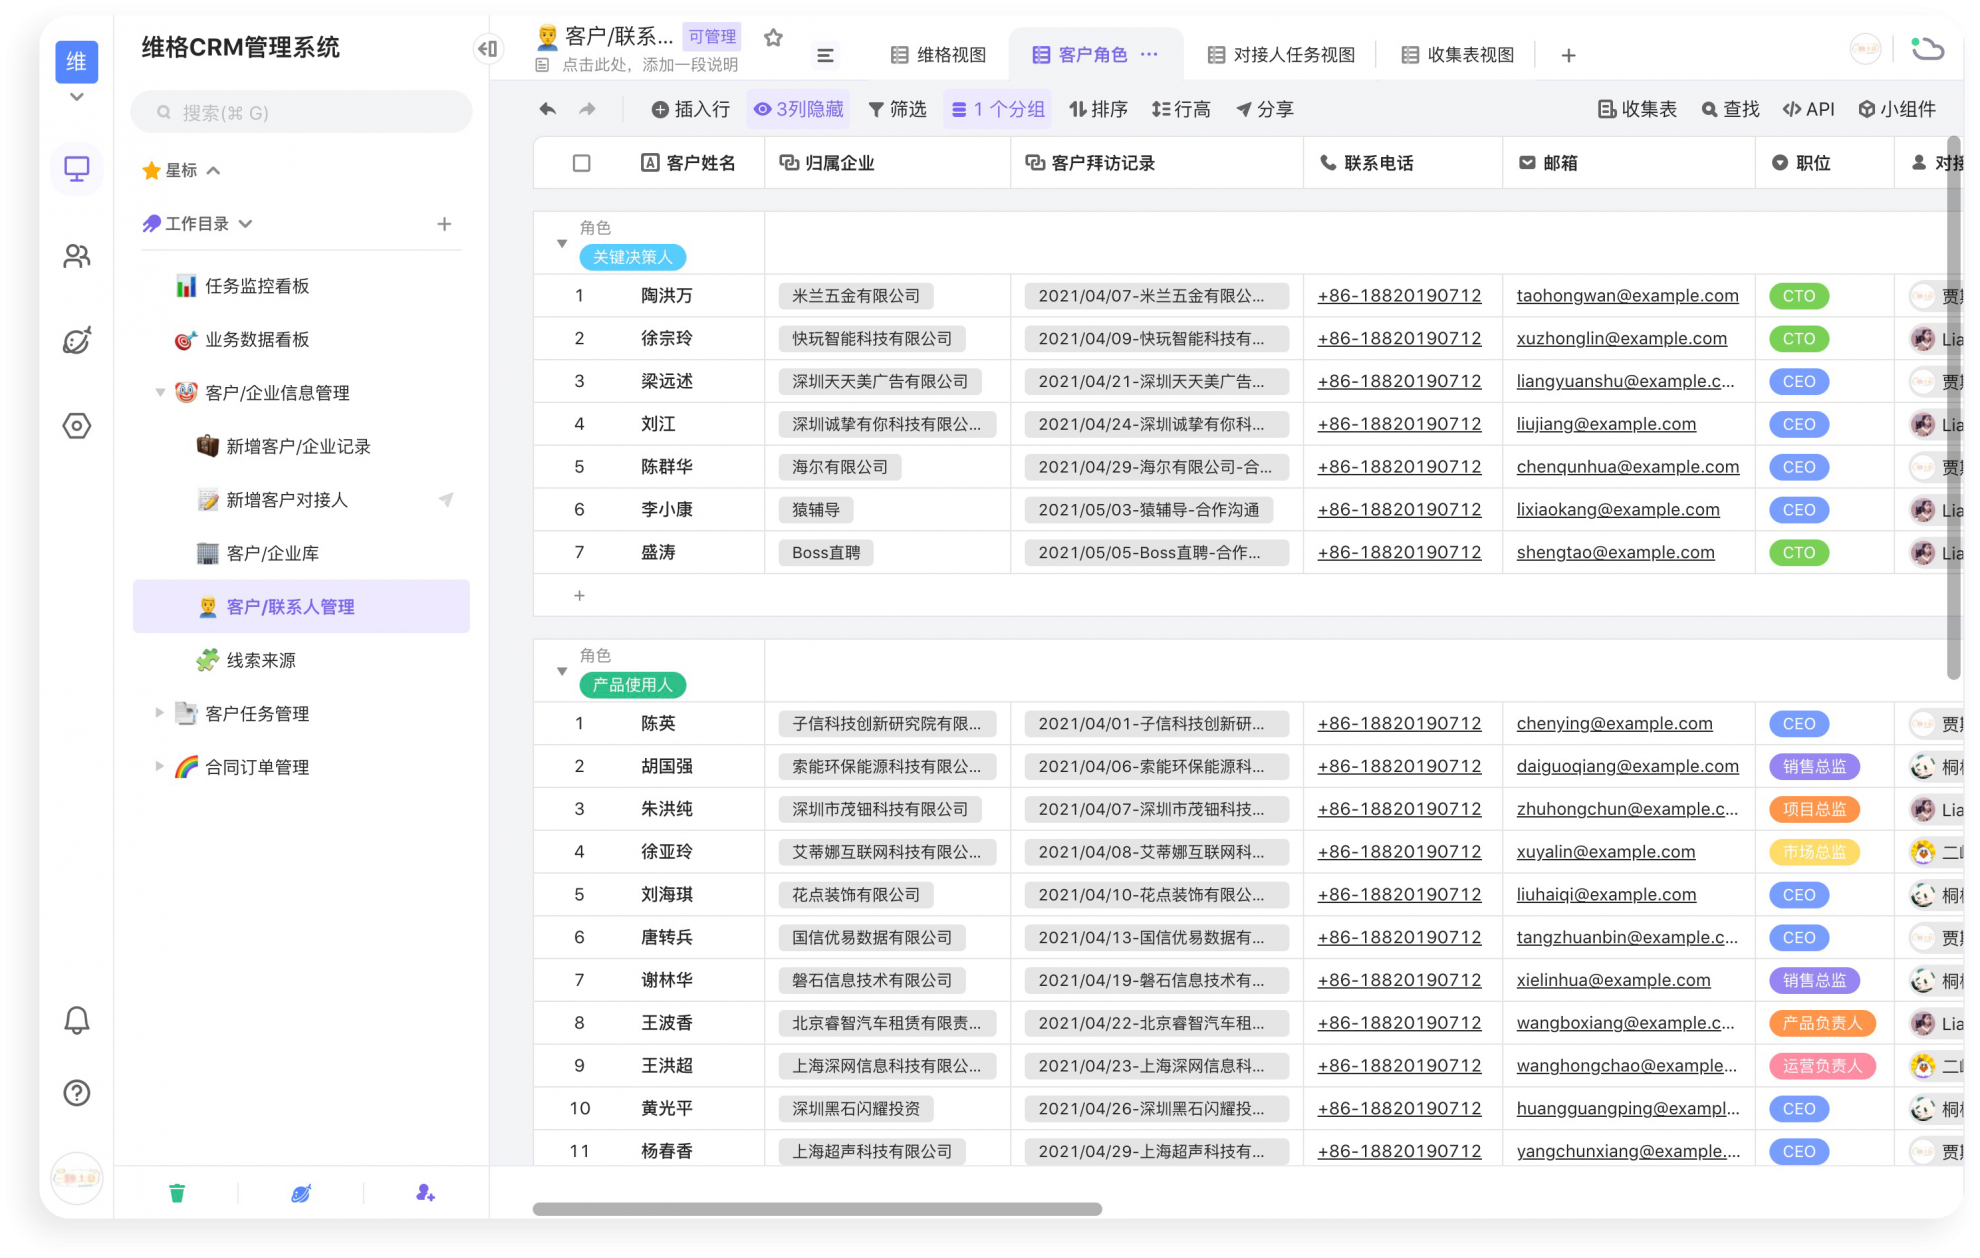 维
维格CRM管理系统
搜索(⌘ G)
星标
工作目录
任务监控看板
业务数据看板
客户/企业信息管理
新增客户/企业记录
新增客户对接人
客户/企业库
客户/联系人管理
线索来源
客户任务管理
合同订单管理
客户/联系... 可管理
点击此处，添加一段说明
维格视图 客户角色 ··· 对接人任务视图 收集表视图
插入行 3列隐藏 筛选 1 个分组 排序 行高 分享 收集表 查找 API 小组件
客户姓名 归属企业 客户拜访记录 联系电话 邮箱 职位 对接
角色
关键决策人
1 陶洪万 米兰五金有限公司 2021/04/07-米兰五金有限公... +86-18820190712 taohongwan@example.com CTO 贾
2 徐宗玲 快玩智能科技有限公司 2021/04/09-快玩智能科技有... +86-18820190712 xuzhonglin@example.com CTO Lia
3 梁远述 深圳天天美广告有限公司 2021/04/21-深圳天天美广告... +86-18820190712 liangyuanshu@example.c... CEO 贾
4 刘江 深圳诚挚有你科技有限公... 2021/04/24-深圳诚挚有你科... +86-18820190712 liujiang@example.com CEO Lia
5 陈群华 海尔有限公司 2021/04/29-海尔有限公司-合... +86-18820190712 chenqunhua@example.com CEO 贾
6 李小康 猿辅导 2021/05/03-猿辅导-合作沟通 +86-18820190712 lixiaokang@example.com CEO Lia
7 盛涛 Boss直聘 2021/05/05-Boss直聘-合作... +86-18820190712 shengtao@example.com CTO Lia
角色
产品使用人
1 陈英 子信科技创新研究院有限... 2021/04/01-子信科技创新研... +86-18820190712 chenying@example.com CEO 贾
2 胡国强 索能环保能源科技有限公... 2021/04/06-索能环保能源科... +86-18820190712 daiguoqiang@example.com 销售总监 桐
3 朱洪纯 深圳市茂钿科技有限公司 2021/04/07-深圳市茂钿科技... +86-18820190712 zhuhongchun@example.c... 项目总监 Lia
4 徐亚玲 艾蒂娜互联网科技有限公... 2021/04/08-艾蒂娜互联网科... +86-18820190712 xuyalin@example.com 市场总监 二
5 刘海琪 花点装饰有限公司 2021/04/10-花点装饰有限公... +86-18820190712 liuhaiqi@example.com CEO 桐
6 唐转兵 国信优易数据有限公司 2021/04/13-国信优易数据有... +86-18820190712 tangzhuanbin@example.c... CEO 贾
7 谢林华 磐石信息技术有限公司 2021/04/19-磐石信息技术有... +86-18820190712 xielinhua@example.com 销售总监 桐
8 王波香 北京睿智汽车租赁有限责... 2021/04/22-北京睿智汽车租... +86-18820190712 wangboxiang@example.c... 产品负责人 Lia
9 王洪超 上海深网信息科技有限公... 2021/04/23-上海深网信息科... +86-18820190712 wanghongchao@example... 运营负责人 二
10 黄光平 深圳黑石闪耀投资 2021/04/26-深圳黑石闪耀投... +86-18820190712 huangguangping@exampl... CEO 桐
11 杨春香 上海超声科技有限公司 2021/04/29-上海超声科技有... +86-18820190712 yangchunxiang@example.... CEO 贾